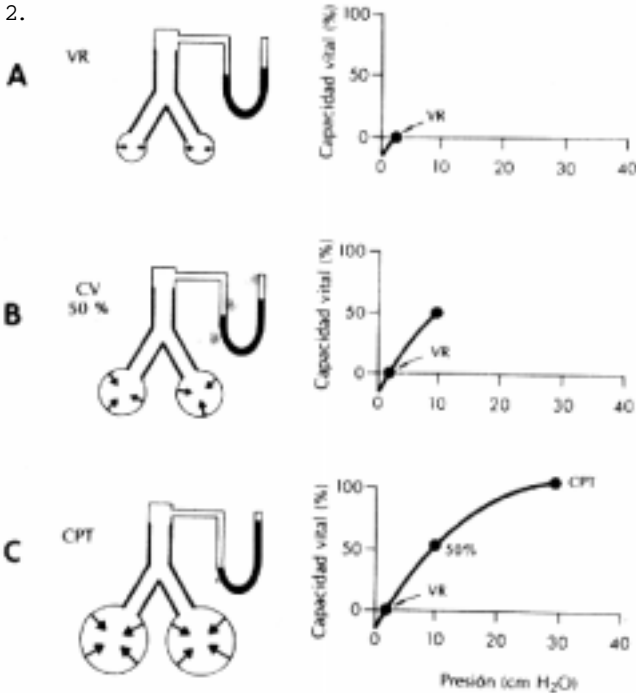 2.
A
VR
Capacidad vital (%)
100
50
0
VR
0 10 20 30 40
B
CV
50 %
Capacidad vital (%)
100
50
0
VR
0 10 20 30 40
C
CPT
Capacidad vital (%)
100
50
0
CPT
50%
VR
0 10 20 30 40
Presión (cm H₂O)